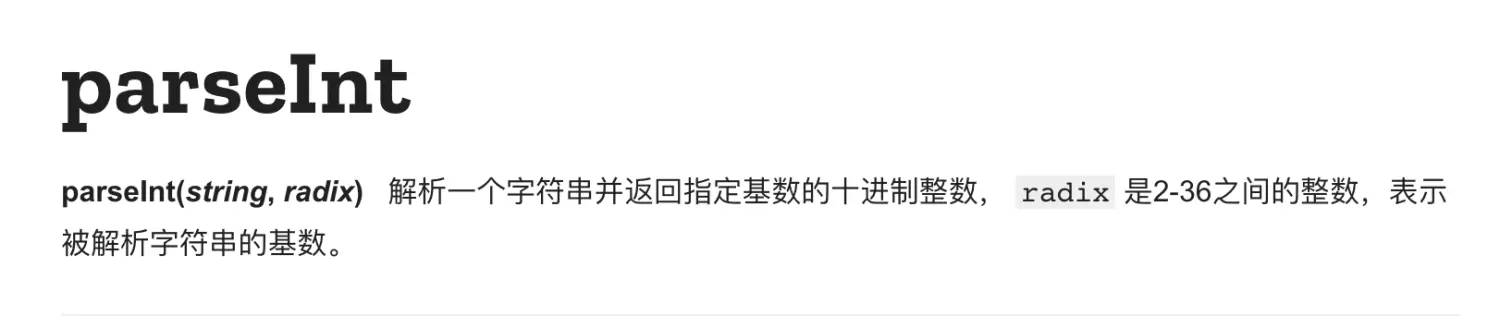 parseInt
parseInt(string, radix) 解析一个字符串并返回指定基数的十进制整数， radix 是2-36之间的整数，表示
被解析字符串的基数。